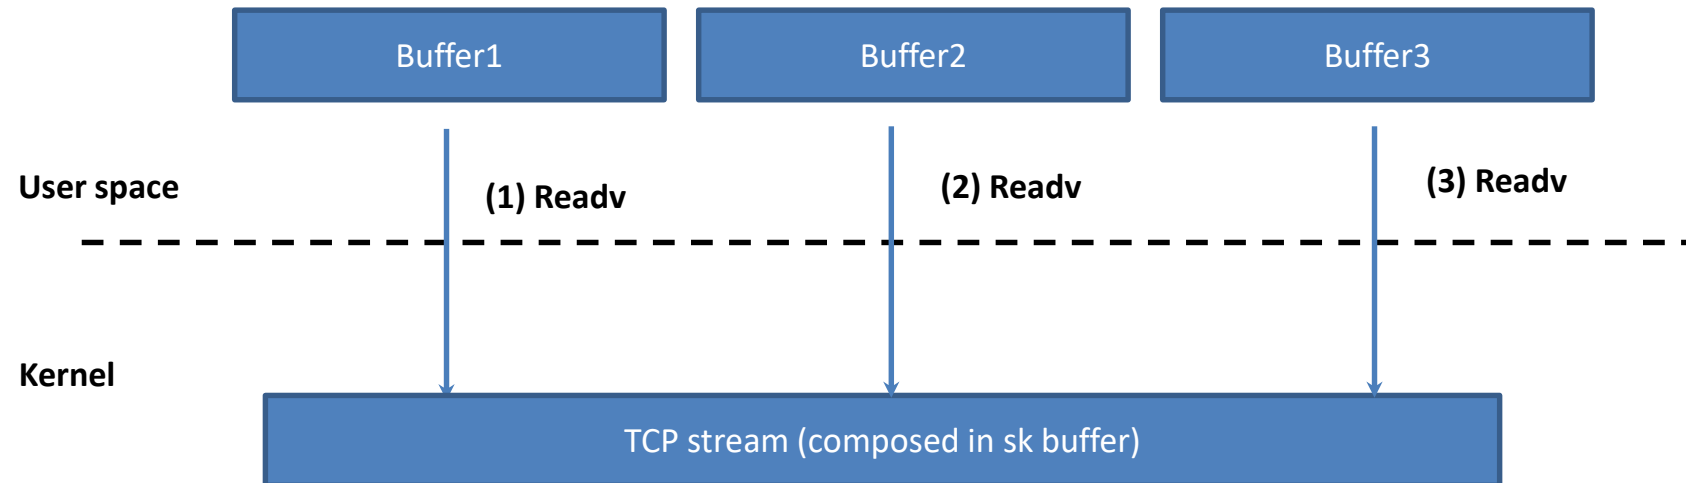 Buffer1
Buffer2
Buffer3
User space
(1) Readv
(2) Readv
(3) Readv
Kernel
TCP stream (composed in sk buffer)